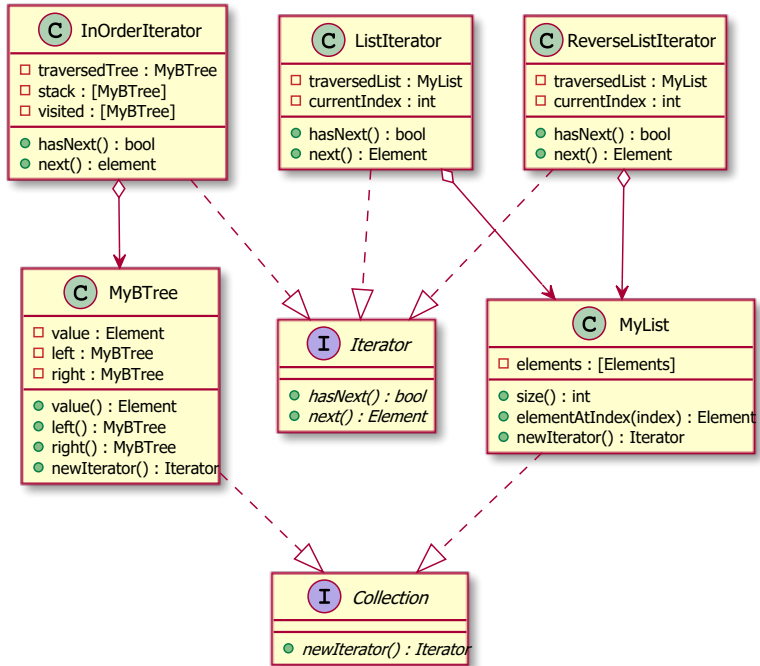 C InOrderIterator
traversedTree : MyBTree
stack : [MyBTree]
visited : [MyBTree]
hasNext() : bool
next() : element
C ListIterator
traversedList : MyList
currentIndex : int
hasNext() : bool
next() : Element
C ReverseListIterator
traversedList : MyList
currentIndex : int
hasNext() : bool
next() : Element
C MyBTree
value : Element
left : MyBTree
right : MyBTree
value() : Element
left() : MyBTree
right() : MyBTree
newIterator() : Iterator
I Iterator
hasNext() : bool
next() : Element
C MyList
elements : [Elements]
size() : int
elementAtIndex(index) : Element
newIterator() : Iterator
I Collection
newIterator() : Iterator